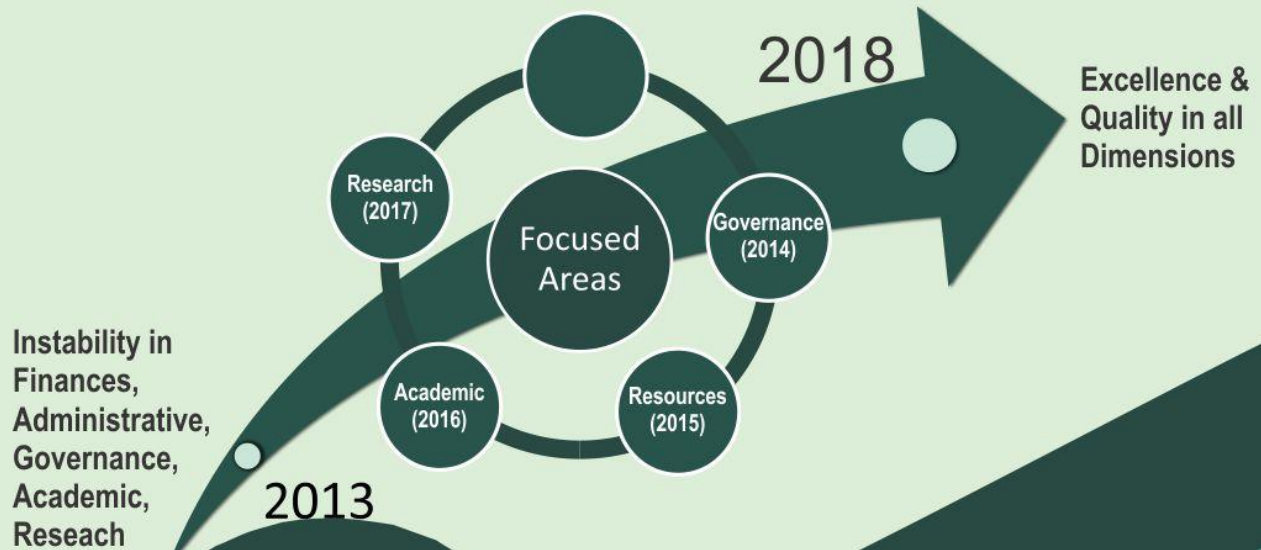 2018
Excellence &
Quality in all
Dimensions
Research
(2017)
Governance
(2014)
Focused
Areas
Instability in
Finances,
Administrative,
Governance,
Academic,
Reseach
Academic
(2016)
Resources
(2015)
2013